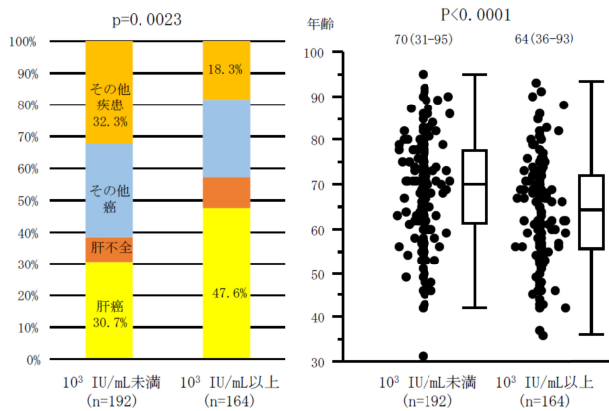 p=0.0023
100%
90%
80%
70%
60%
50%
40%
30%
20%
10%
0%
その他
疾患
32.3%
その他
癌
肝不全
肝癌
30.7%
18.3%
47.6%
10³ IU/mL未満
(n=192)
10³ IU/mL以上
(n=164)
P<0.0001
年齢
70(31-95)
64(36-93)
100
90
80
70
60
50
40
30
10³ IU/mL未満
(n=192)
10³ IU/mL以上
(n=164)